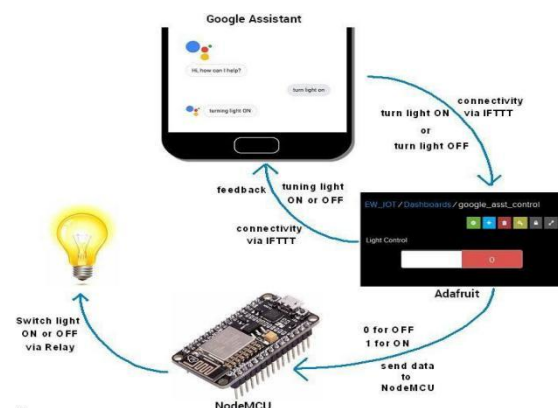 Google Assistant
Hi, how can I help?
turn light on
turning light ON
connectivity
via IFTTT
turn light ON
or
turn light OFF
feedback
tuning light
ON or OFF
connectivity
via IFTTT
EW_IOT / Dashboards / google_asst_control
Light Control
O
Adafruit
Switch light
ON or OFF
via Relay
0 for OFF
1 for ON
send data
to
NodeMCU
NodeMCU